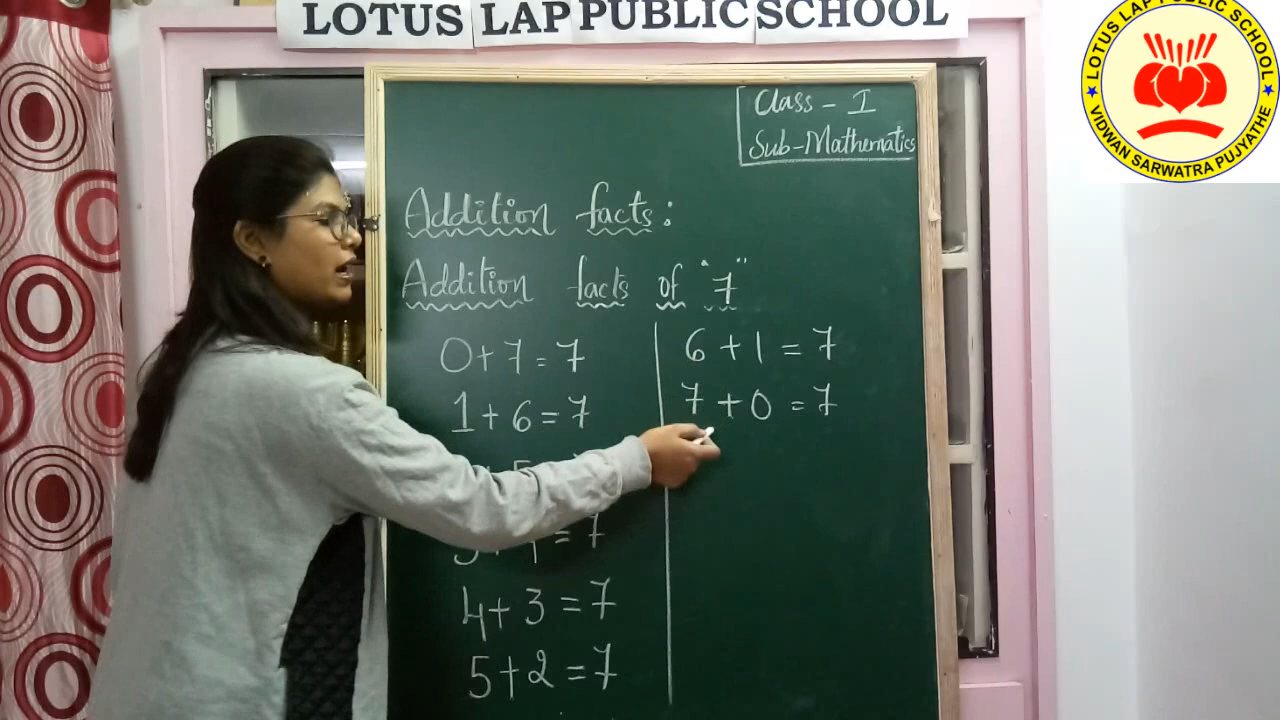 LOTUS LAP PUBLIC SCHOOL
LOTUS LAP PUBLIC SCHOOL
VIDWAN SARWATRA PUJYATHE
Class - I
Sub-Mathematics
Addition facts:
Addition facts of "7"
0+7=7
1+6=7
= 7
4+3=7
5+2=7
6+1=7
7+0=7